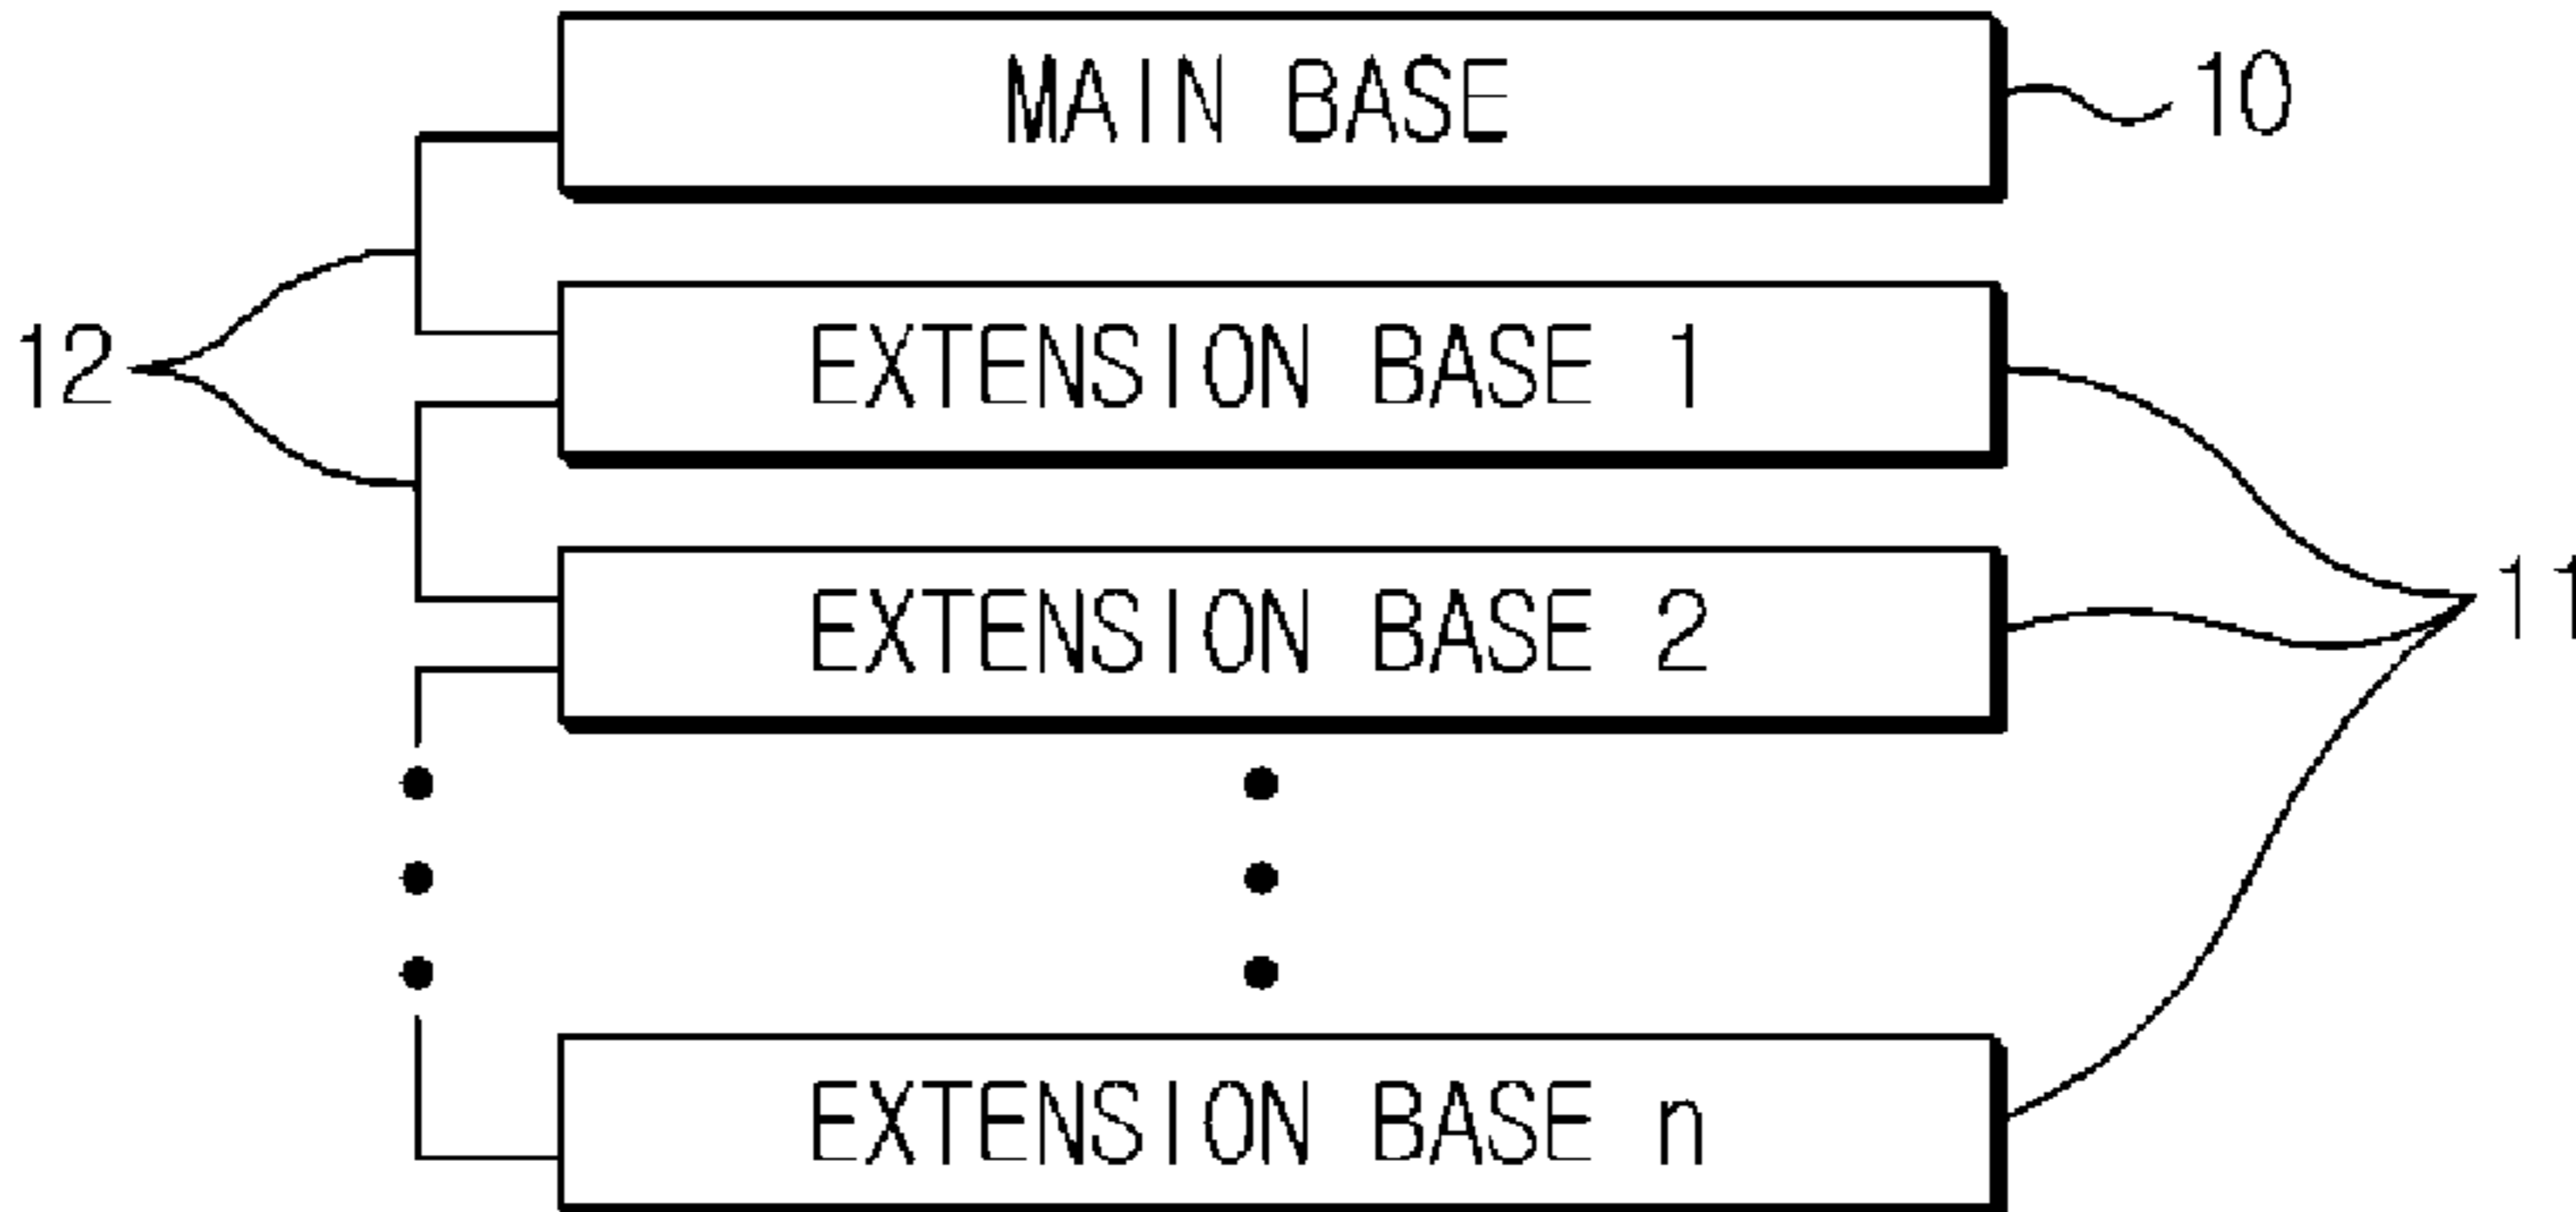 MAIN BASE
10
EXTENSION BASE 1
12
EXTENSION BASE 2
11
EXTENSION BASE n